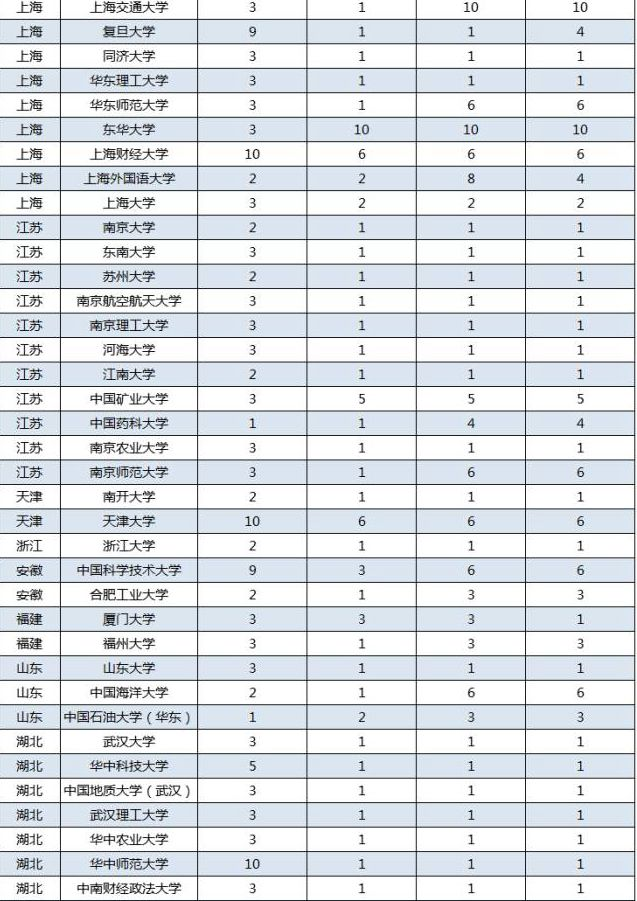 上海 上海交通大学 3 1 10 10
上海 复旦大学 9 1 1 4
上海 同济大学 3 1 1 1
上海 华东理工大学 3 1 1 1
上海 华东师范大学 3 1 6 6
上海 东华大学 3 10 10 10
上海 上海财经大学 10 6 6 6
上海 上海外国语大学 2 2 8 4
上海 上海大学 3 2 2 2
江苏 南京大学 2 1 1 1
江苏 东南大学 3 1 1 1
江苏 苏州大学 2 1 1 1
江苏 南京航空航天大学 3 1 1 1
江苏 南京理工大学 3 1 1 1
江苏 河海大学 3 1 1 1
江苏 江南大学 2 1 1 1
江苏 中国矿业大学 3 5 5 5
江苏 中国药科大学 1 1 4 4
江苏 南京农业大学 3 1 1 1
江苏 南京师范大学 3 1 6 6
天津 南开大学 2 1 1 1
天津 天津大学 10 6 6 6
浙江 浙江大学 2 1 1 1
安徽 中国科学技术大学 9 3 6 6
安徽 合肥工业大学 2 1 3 3
福建 厦门大学 3 3 3 1
福建 福州大学 3 1 3 3
山东 山东大学 3 1 1 1
山东 中国海洋大学 2 1 6 6
山东 中国石油大学（华东） 1 2 3 3
湖北 武汉大学 3 1 1 1
湖北 华中科技大学 5 1 1 1
湖北 中国地质大学（武汉） 3 1 1 1
湖北 武汉理工大学 3 1 1 1
湖北 华中农业大学 3 1 1 1
湖北 华中师范大学 10 1 1 1
湖北 中南财经政法大学 3 1 1 1